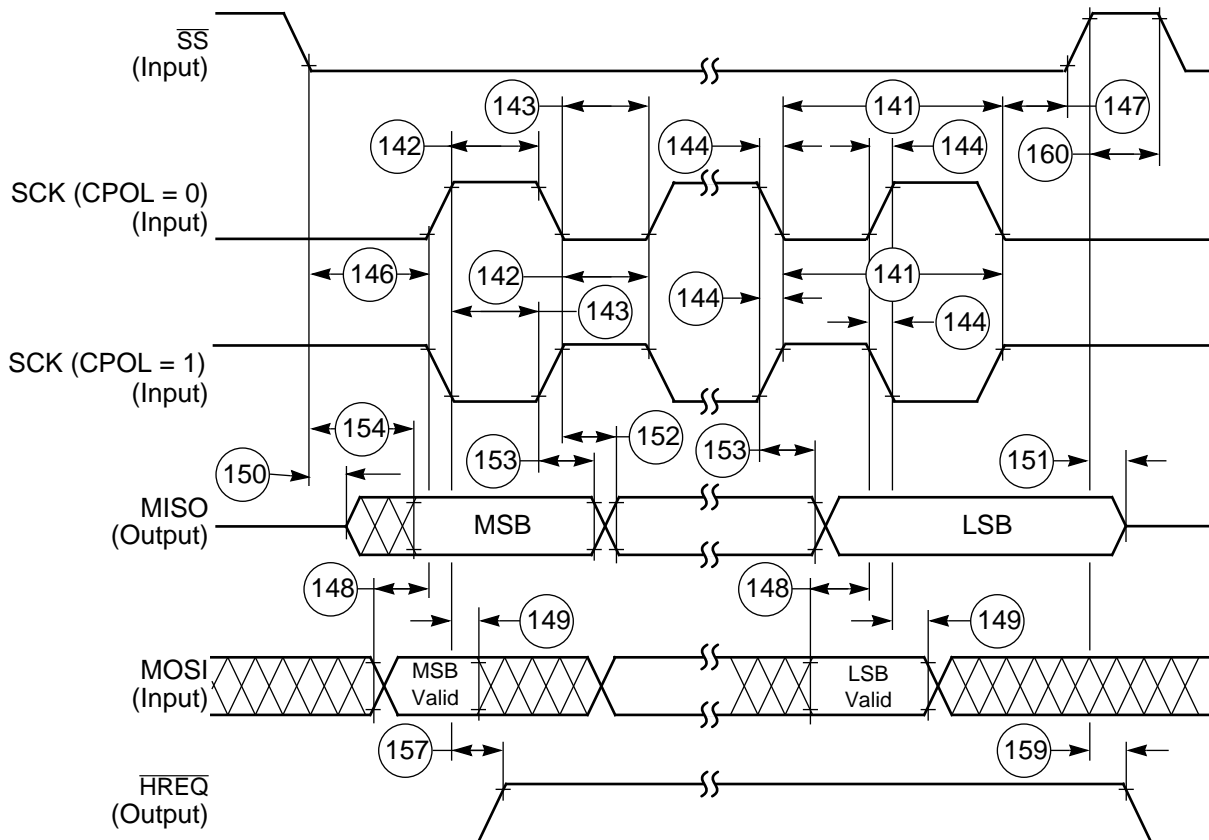 SS
(Input)
143
141
147
142
144
144
160
SCK (CPOL = 0)
(Input)
146
142
141
144
143
144
SCK (CPOL = 1)
(Input)
154
152
153
153
150
151
MISO
(Output)
MSB
LSB
148
148
149
149
MOSI
(Input)
MSB
Valid
LSB
Valid
157
159
HREQ
(Output)